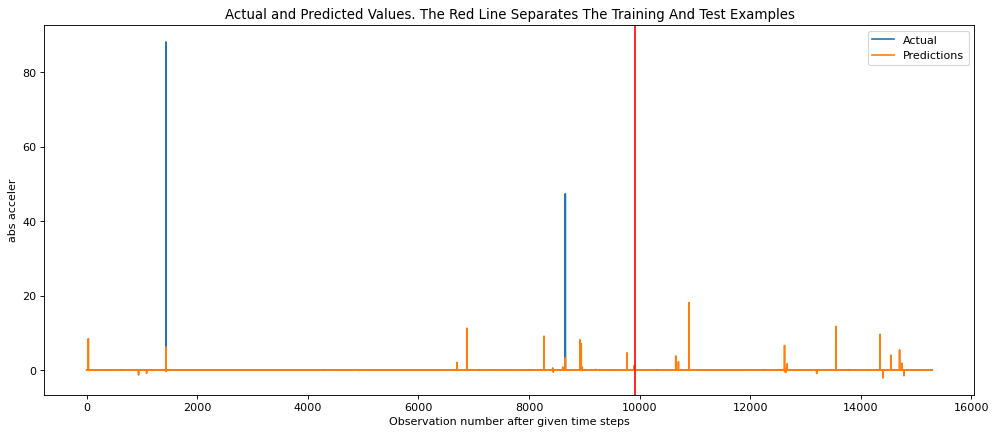 Actual and Predicted Values. The Red Line Separates The Training And Test Examples
Actual
Predictions
abs acceler
80
60
40
20
0
0 2000 4000 6000 8000 10000 12000 14000 16000
Observation number after given time steps